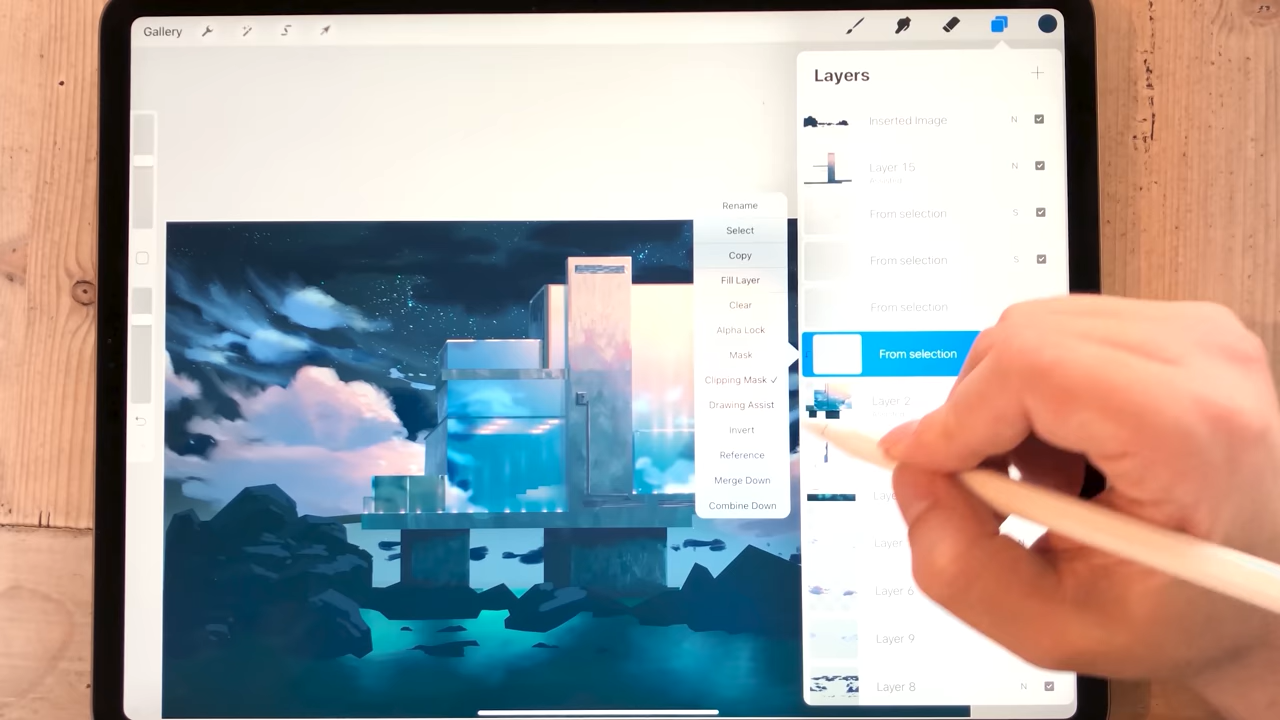 Gallery
Layers
Inserted Image N
Layer 15 N
From selection S
From selection S
From selection
From selection
Layer 2
Layer 6
Layer 9
Layer 8 N
Rename
Select
Copy
Fill Layer
Clear
Alpha Lock
Mask
Clipping Mask ✓
Drawing Assist
Invert
Reference
Merge Down
Combine Down